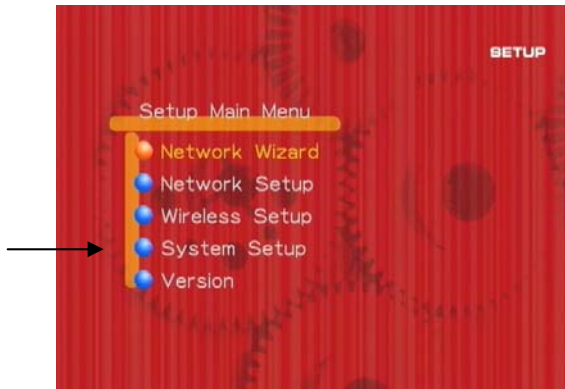 SETUP
Setup Main Menu
Network Wizard
Network Setup
Wireless Setup
System Setup
Version